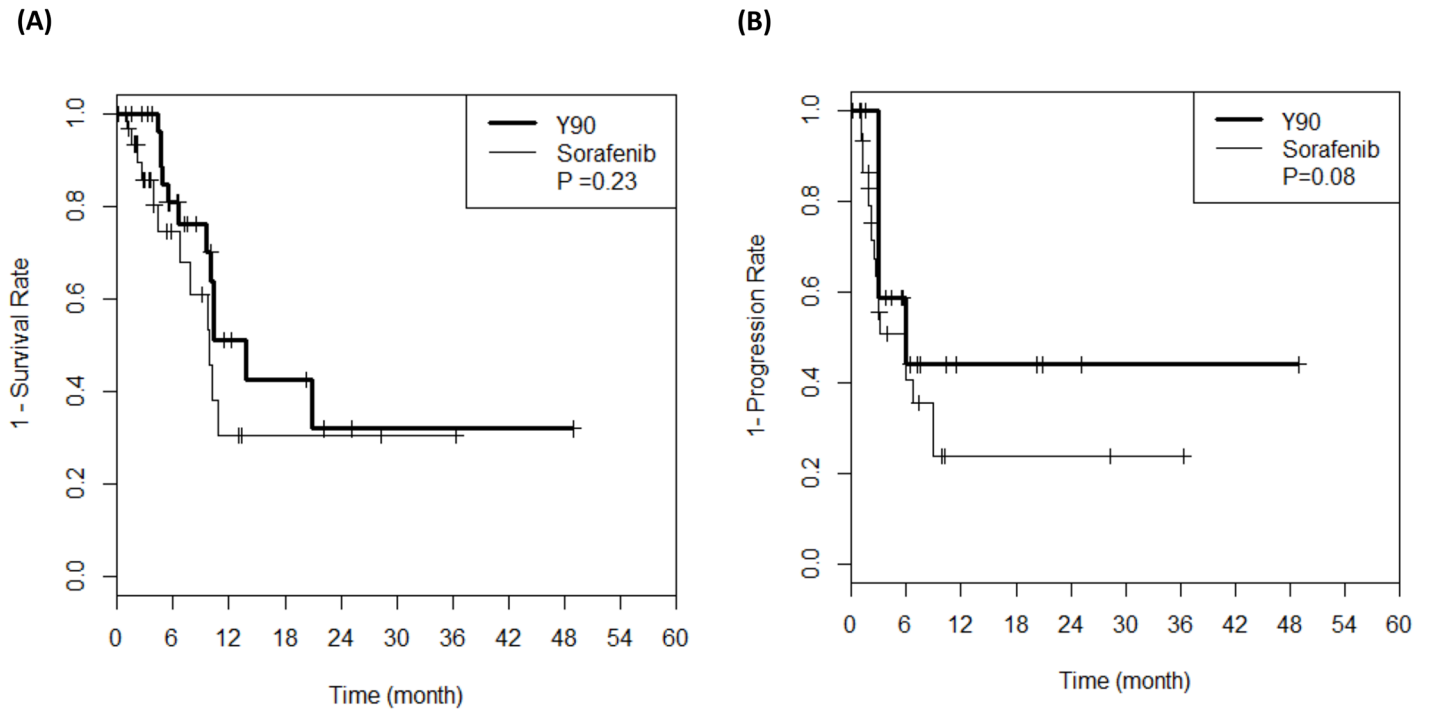 (A)
Y90
Sorafenib
P =0.23
1 - Survival Rate
1.0
0.8
0.6
0.4
0.2
0.0
0 6 12 18 24 30 36 42 48 54 60
Time (month)
(B)
Y90
Sorafenib
P=0.08
1- Progression Rate
1.0
0.8
0.6
0.4
0.2
0.0
0 6 12 18 24 30 36 42 48 54 60
Time (month)